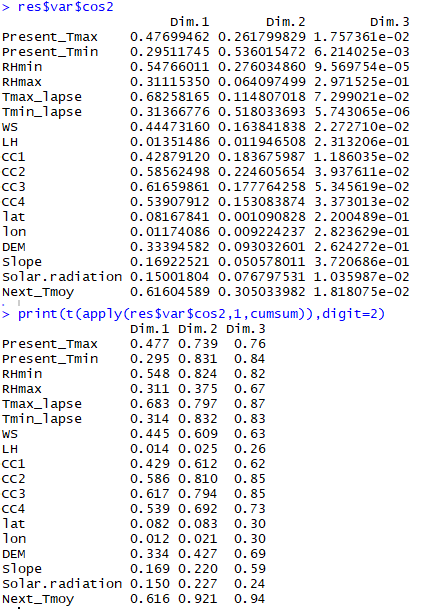 > res$var$cos2
Dim.1 Dim.2 Dim.3
Present_Tmax 0.47699462 0.261799829 1.757361e-02
Present_Tmin 0.29511745 0.536015472 6.214025e-03
RHmin 0.54766011 0.276034860 9.569754e-05
RHmax 0.31115350 0.064097499 2.971525e-01
Tmax_lapse 0.68258165 0.114807018 7.299021e-02
Tmin_lapse 0.31366776 0.518033693 5.743065e-06
WS 0.44473160 0.163841838 2.272710e-02
LH 0.01351486 0.011946508 2.313206e-01
CC1 0.42879120 0.183675987 1.186035e-02
CC2 0.58562498 0.224605654 3.937611e-02
CC3 0.61659861 0.177764258 5.345619e-02
CC4 0.53907912 0.153083874 3.373013e-02
lat 0.08167841 0.001090828 2.200489e-01
lon 0.01174086 0.009224237 2.823629e-01
DEM 0.33394582 0.093032601 2.624272e-01
Slope 0.16922521 0.050578011 3.720686e-01
Solar.radiation 0.15001804 0.076797531 1.035987e-02
Next_Tmoy 0.61604589 0.305033982 1.818075e-02
> print(t(apply(res$var$cos2,1,cumsum)),digit=2)
Dim.1 Dim.2 Dim.3
Present_Tmax 0.477 0.739 0.76
Present_Tmin 0.295 0.831 0.84
RHmin 0.548 0.824 0.82
RHmax 0.311 0.375 0.67
Tmax_lapse 0.683 0.797 0.87
Tmin_lapse 0.314 0.832 0.83
WS 0.445 0.609 0.63
LH 0.014 0.025 0.26
CC1 0.429 0.612 0.62
CC2 0.586 0.810 0.85
CC3 0.617 0.794 0.85
CC4 0.539 0.692 0.73
lat 0.082 0.083 0.30
lon 0.012 0.021 0.30
DEM 0.334 0.427 0.69
Slope 0.169 0.220 0.59
Solar.radiation 0.150 0.227 0.24
Next_Tmoy 0.616 0.921 0.94